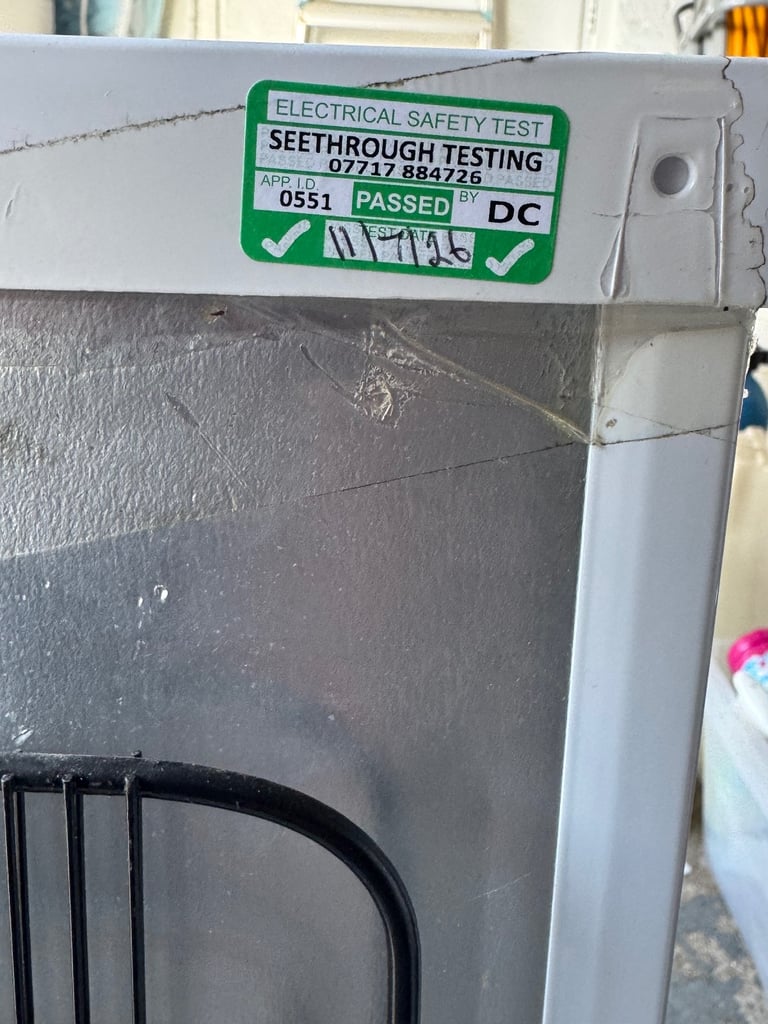 ELECTRICAL SAFETY TEST
SEETHROUGH TESTING
07717 884726
APP. I.D. 0551 PASSED BY DC
TEST DATE
11/7/26